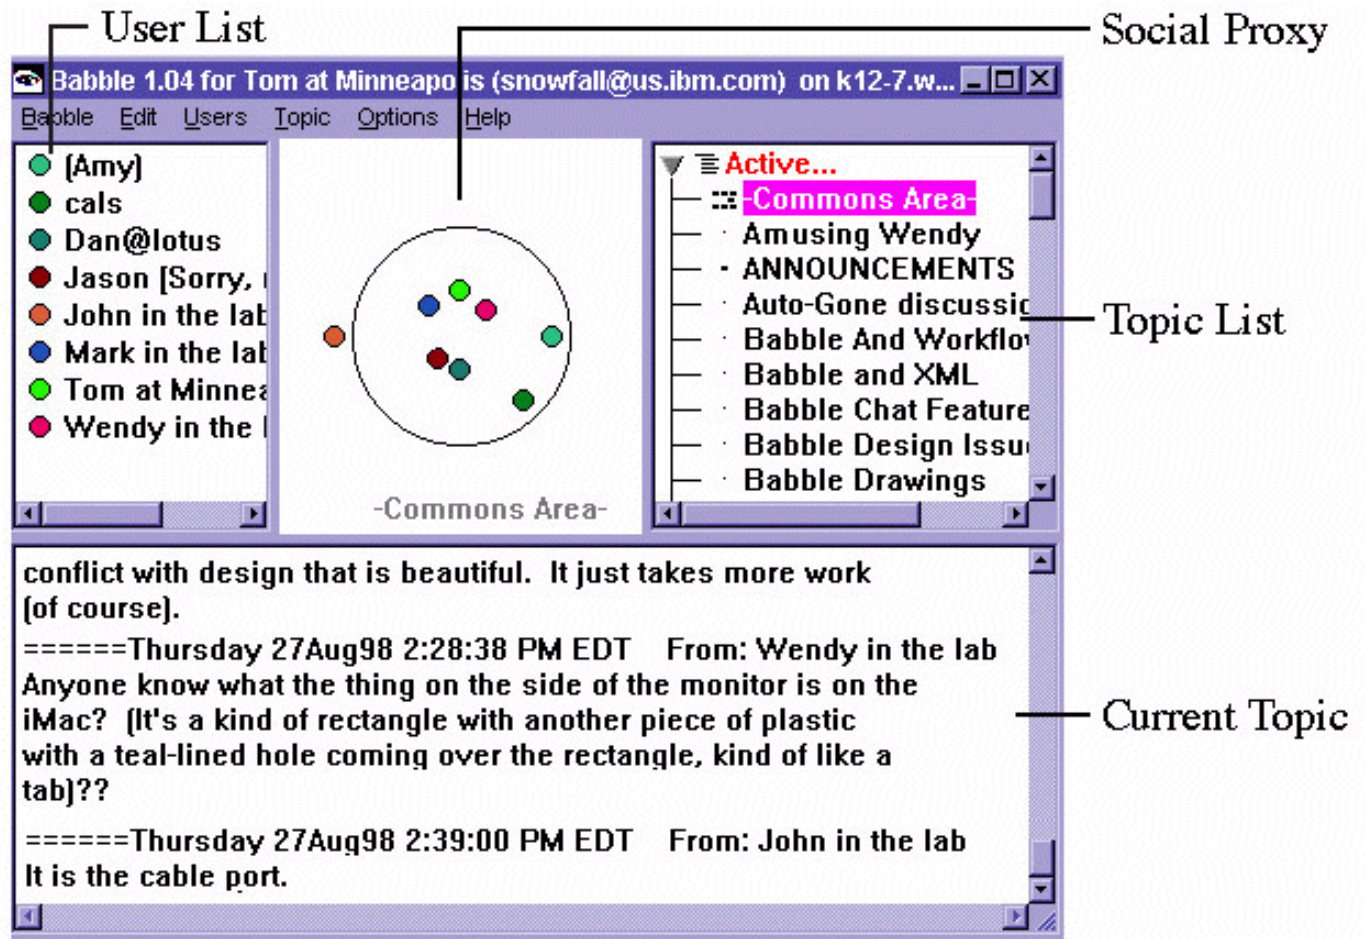 User List
Social Proxy
Babble 1.04 for Tom at Minneapolis (snowfall@us.ibm.com) on k12-7.w...
Babble Edit Users Topic Options Help
(Amy)
cals
Dan@lotus
Jason [Sorry,
John in the lab
Mark in the lab
Tom at Minnea
Wendy in the
-Commons Area-
Active...
-Commons Area-
Amusing Wendy
ANNOUNCEMENTS
Auto-Gone discussio
Babble And Workflow
Babble and XML
Babble Chat Feature
Babble Design Issu
Babble Drawings
Topic List
conflict with design that is beautiful. It just takes more work
(of course).
======Thursday 27Aug98 2:28:38 PM EDT From: Wendy in the lab
Anyone know what the thing on the side of the monitor is on the
iMac? (It's a kind of rectangle with another piece of plastic
with a teal-lined hole coming over the rectangle, kind of like a
tab)??
======Thursday 27Aug98 2:39:00 PM EDT From: John in the lab
It is the cable port.
Current Topic